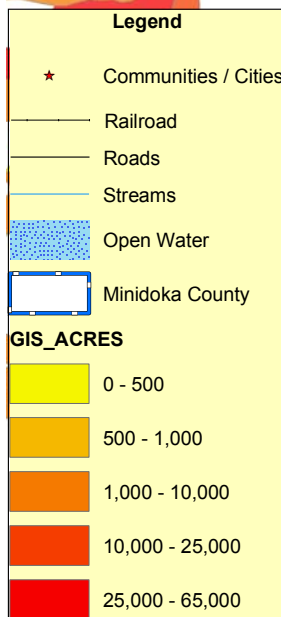 Legend
Communities / Cities
Railroad
Roads
Streams
Open Water
Minidoka County
GIS_ACRES
0 - 500
500 - 1,000
1,000 - 10,000
10,000 - 25,000
25,000 - 65,000